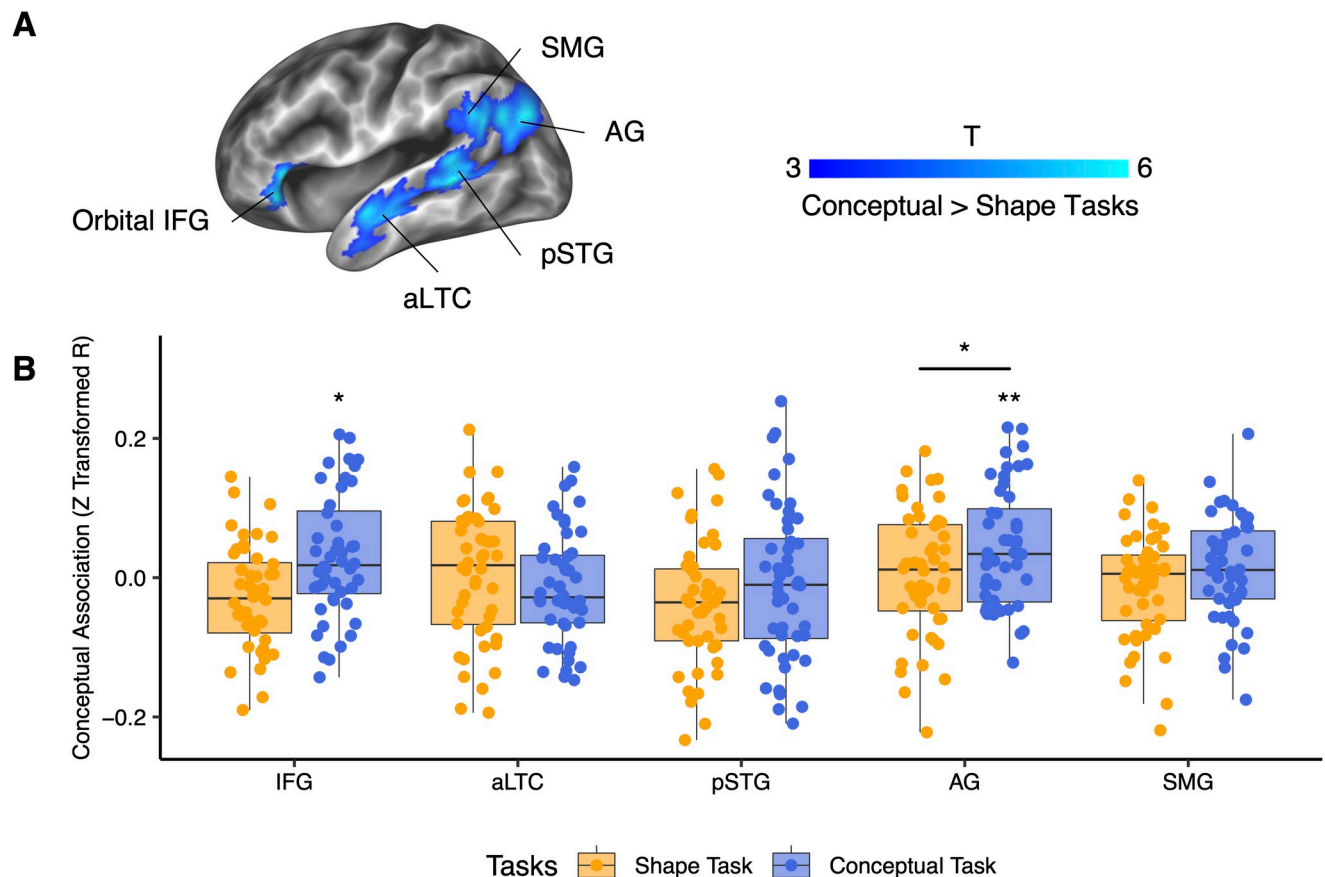 A
SMG
AG
Orbital IFG
pSTG
aLTC
T
3 6
Conceptual > Shape Tasks
B
Conceptual Association (Z Transformed R)
*
*
**
0.2
0.0
−0.2
IFG aLTC pSTG AG SMG
Tasks Shape Task Conceptual Task